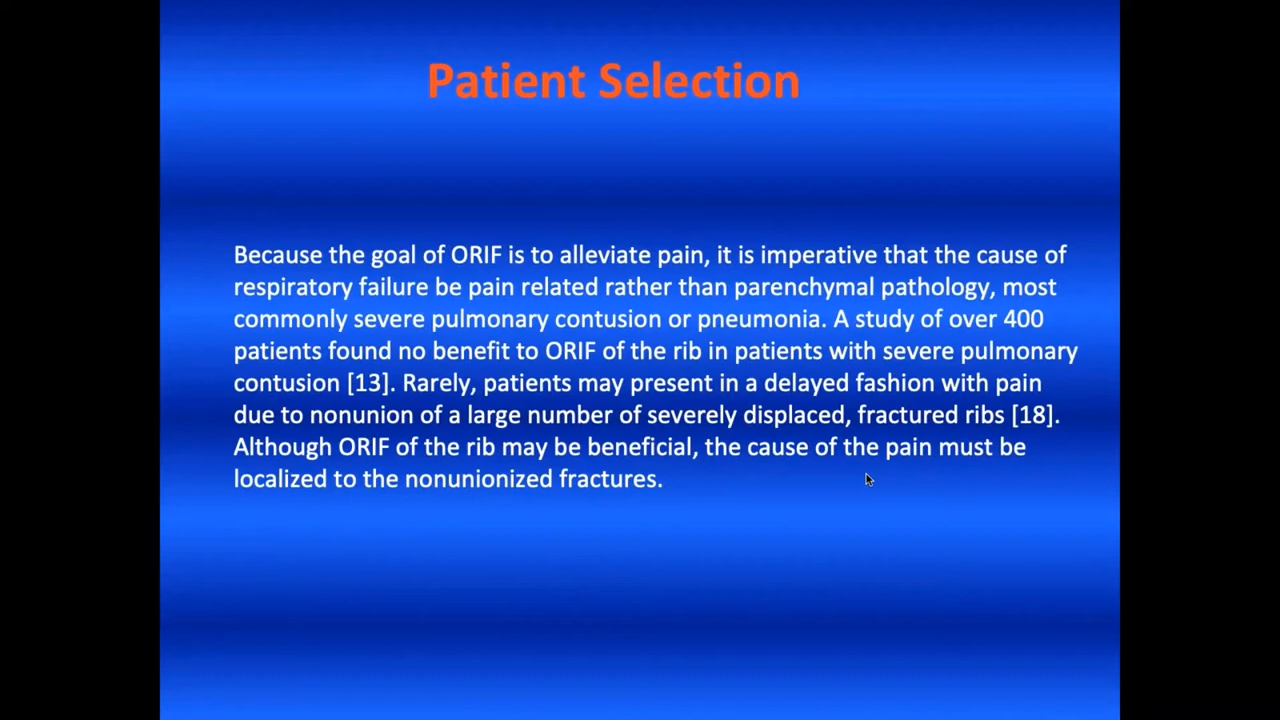 Patient Selection
Because the goal of ORIF is to alleviate pain, it is imperative that the cause of
respiratory failure be pain related rather than parenchymal pathology, most
commonly severe pulmonary contusion or pneumonia. A study of over 400
patients found no benefit to ORIF of the rib in patients with severe pulmonary
contusion [13]. Rarely, patients may present in a delayed fashion with pain
due to nonunion of a large number of severely displaced, fractured ribs [18].
Although ORIF of the rib may be beneficial, the cause of the pain must be
localized to the nonunionized fractures.